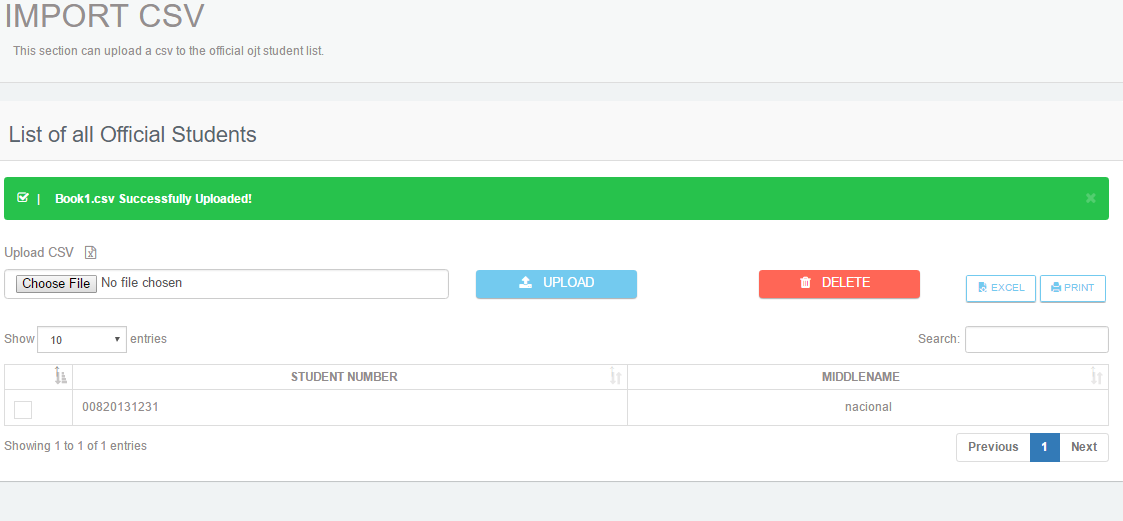 IMPORT CSV
This section can upload a csv to the official ojt student list.
List of all Official Students
| Book1.csv Successfully Uploaded! ×
Upload CSV
Choose File No file chosen UPLOAD DELETE EXCEL PRINT
Show 10 entries Search:
STUDENT NUMBER MIDDLENAME
00820131231 nacional
Showing 1 to 1 of 1 entries Previous 1 Next